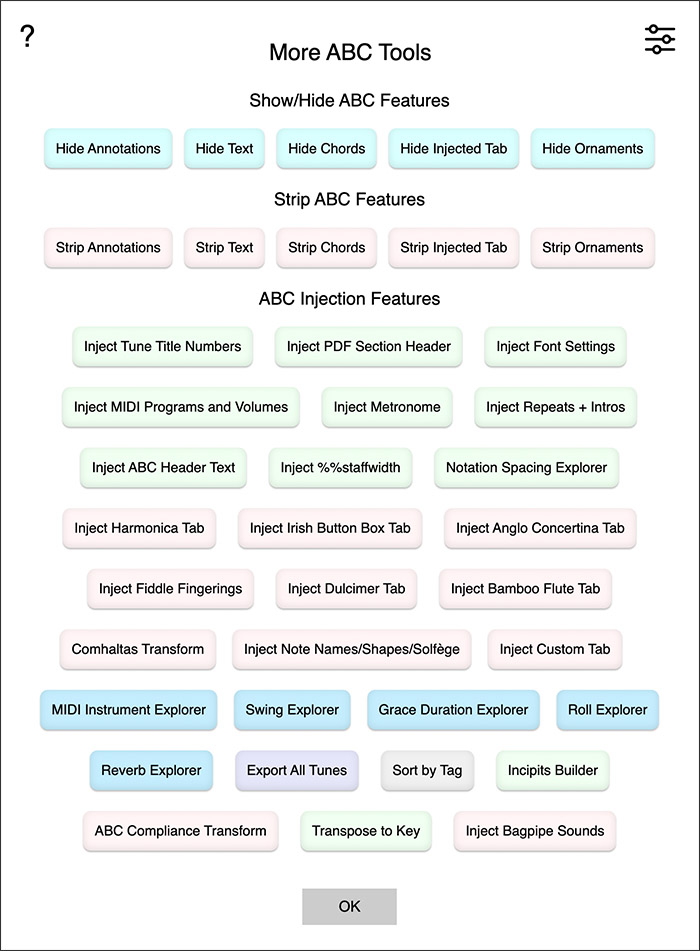 ?
More ABC Tools
Show/Hide ABC Features
Hide Annotations Hide Text Hide Chords Hide Injected Tab Hide Ornaments
Strip ABC Features
Strip Annotations Strip Text Strip Chords Strip Injected Tab Strip Ornaments
ABC Injection Features
Inject Tune Title Numbers Inject PDF Section Header Inject Font Settings
Inject MIDI Programs and Volumes Inject Metronome Inject Repeats + Intros
Inject ABC Header Text Inject %%staffwidth Notation Spacing Explorer
Inject Harmonica Tab Inject Irish Button Box Tab Inject Anglo Concertina Tab
Inject Fiddle Fingerings Inject Dulcimer Tab Inject Bamboo Flute Tab
Comhaltas Transform Inject Note Names/Shapes/Solfège Inject Custom Tab
MIDI Instrument Explorer Swing Explorer Grace Duration Explorer Roll Explorer
Reverb Explorer Export All Tunes Sort by Tag Incipits Builder
ABC Compliance Transform Transpose to Key Inject Bagpipe Sounds
OK